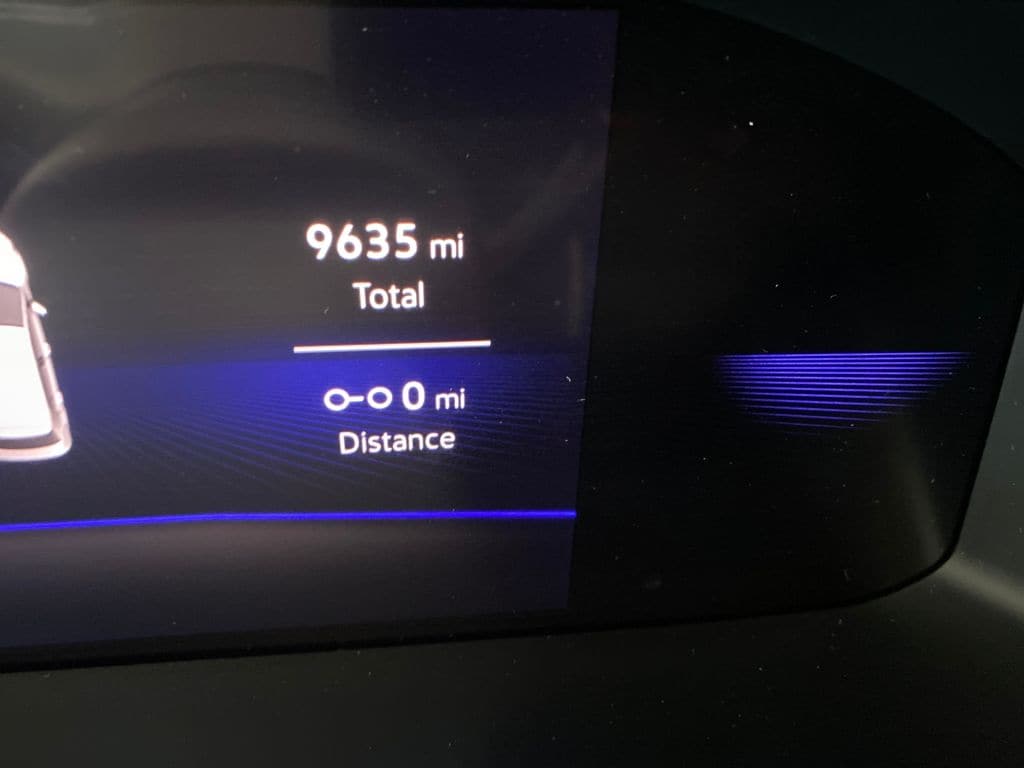 9635 mi
Total
0 mi
Distance